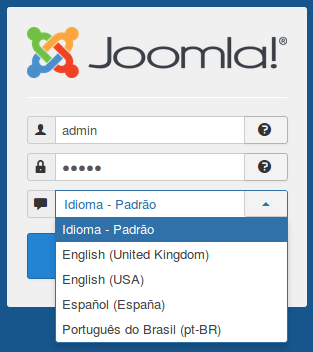 Joomla!®
admin
?
•••••
?
Idioma - Padrão
Idioma - Padrão
English (United Kingdom)
English (USA)
Español (España)
Português do Brasil (pt-BR)